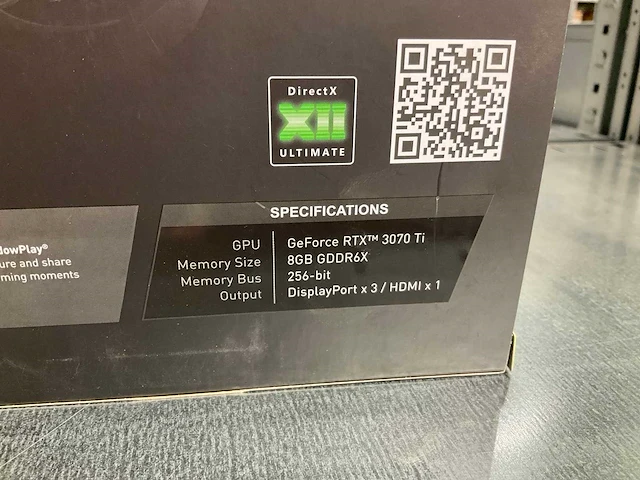 DirectX
XII
ULTIMATE
SPECIFICATIONS
GPU GeForce RTX™ 3070 Ti
Memory Size 8GB GDDR6X
Memory Bus 256-bit
Output DisplayPort x 3 / HDMI x 1
dowPlay®
ure and share
ming moments